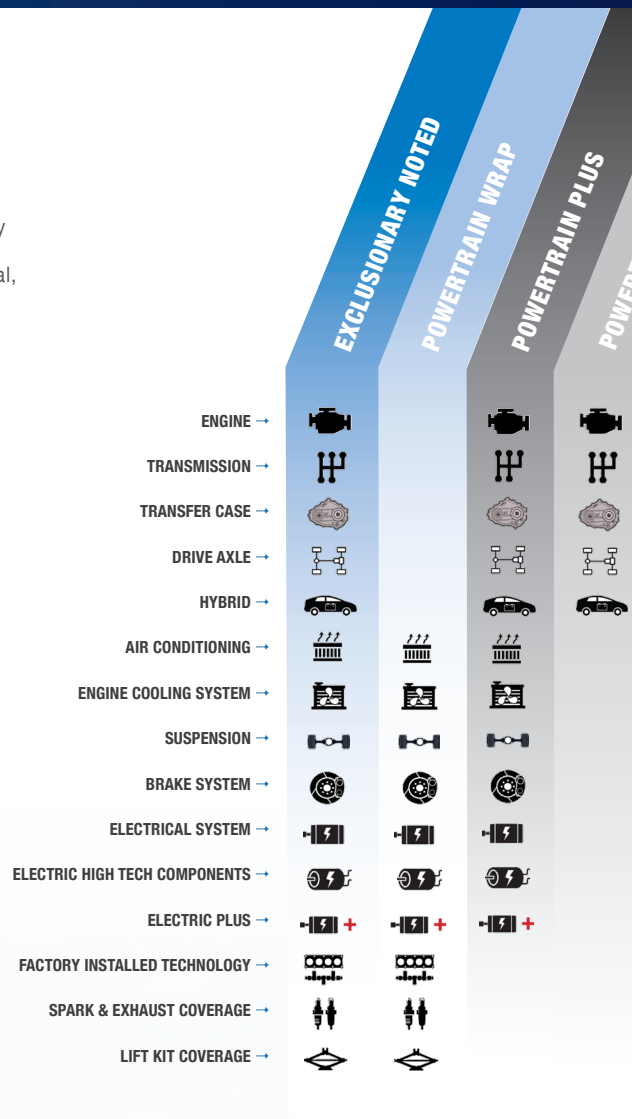 al,
EXCLUSIONARY NOTED
POWERTRAIN WRAP
POWERTRAIN PLUS
ENGINE
TRANSMISSION
TRANSFER CASE
DRIVE AXLE
HYBRID
AIR CONDITIONING
ENGINE COOLING SYSTEM
SUSPENSION
BRAKE SYSTEM
ELECTRICAL SYSTEM
ELECTRIC HIGH TECH COMPONENTS
ELECTRIC PLUS
FACTORY INSTALLED TECHNOLOGY
SPARK & EXHAUST COVERAGE
LIFT KIT COVERAGE